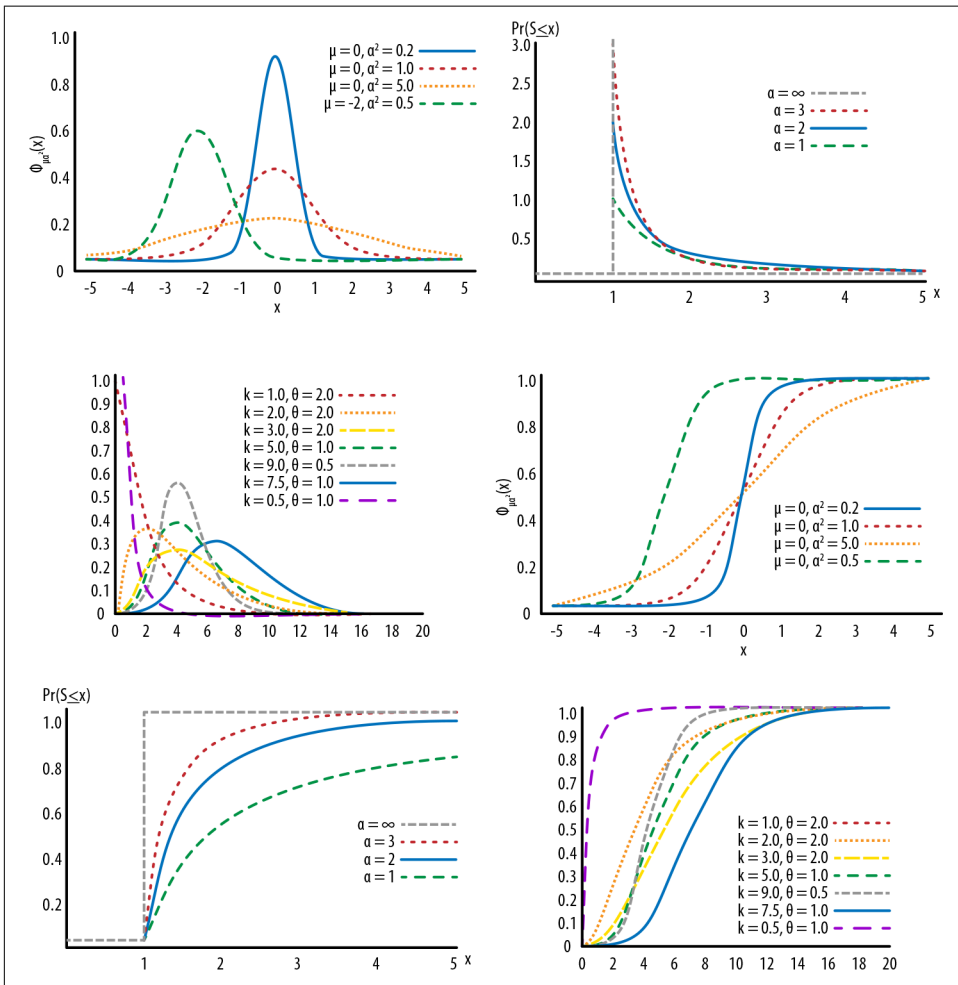 1.0
0.8
0.6
0.4
0.2
0
Φμα²(x)
μ = 0, α² = 0.2
μ = 0, α² = 1.0
μ = 0, α² = 5.0
μ = -2, α² = 0.5
-5 -4 -3 -2 -1 0 1 2 3 4 5
x
Pr(S≤x)
3.0
2.5
2.0
1.5
1.0
0.5
α = ∞
α = 3
α = 2
α = 1
1 2 3 4 5 x
1.0
0.9
0.8
0.7
0.6
0.5
0.4
0.3
0.2
0.1
0
k = 1.0, θ = 2.0
k = 2.0, θ = 2.0
k = 3.0, θ = 2.0
k = 5.0, θ = 1.0
k = 9.0, θ = 0.5
k = 7.5, θ = 1.0
k = 0.5, θ = 1.0
0 2 4 6 8 10 12 14 16 18 20
1.0
0.8
0.6
0.4
0.2
0
Φμα²(x)
μ = 0, α² = 0.2
μ = 0, α² = 1.0
μ = 0, α² = 5.0
μ = 0, α² = 0.5
-5 -4 -3 -2 -1 0 1 2 3 4 5
x
Pr(S≤x)
1.0
0.8
0.6
0.4
0.2
α = ∞
α = 3
α = 2
α = 1
1 2 3 4 5 x
1.0
0.9
0.8
0.7
0.6
0.5
0.4
0.3
0.2
0.1
0
k = 1.0, θ = 2.0
k = 2.0, θ = 2.0
k = 3.0, θ = 2.0
k = 5.0, θ = 1.0
k = 9.0, θ = 0.5
k = 7.5, θ = 1.0
k = 0.5, θ = 1.0
0 2 4 6 8 10 12 14 16 18 20